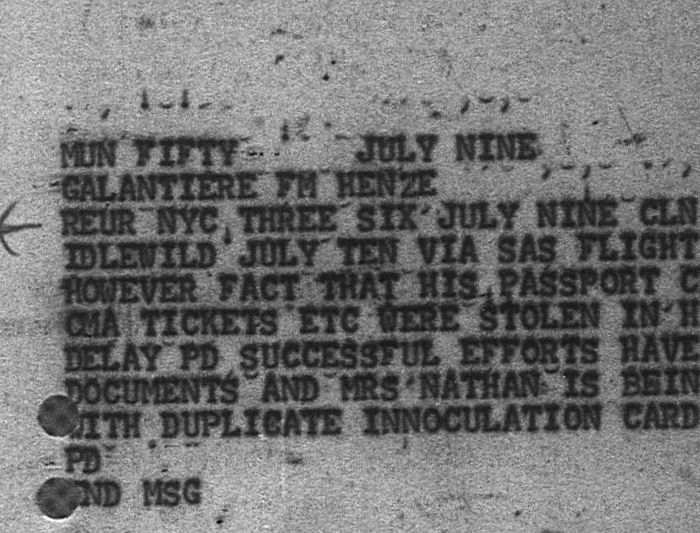 MUN FIFTY JULY NINE
GALANTIERE FM HENZE
REUR NYC THREE SIX JULY NINE CLN
IDLEWILD JULY TEN VIA SAS FLIGHT
HOWEVER FACT THAT HIS PASSPORT
CMA TICKETS ETC WERE STOLEN IN
DELAY PD SUCCESSFUL EFFORTS HAVE
DOCUMENTS AND MRS NATHAN IS BEIN
WITH DUPLICATE INNOCULATION CARD
PD
END MSG